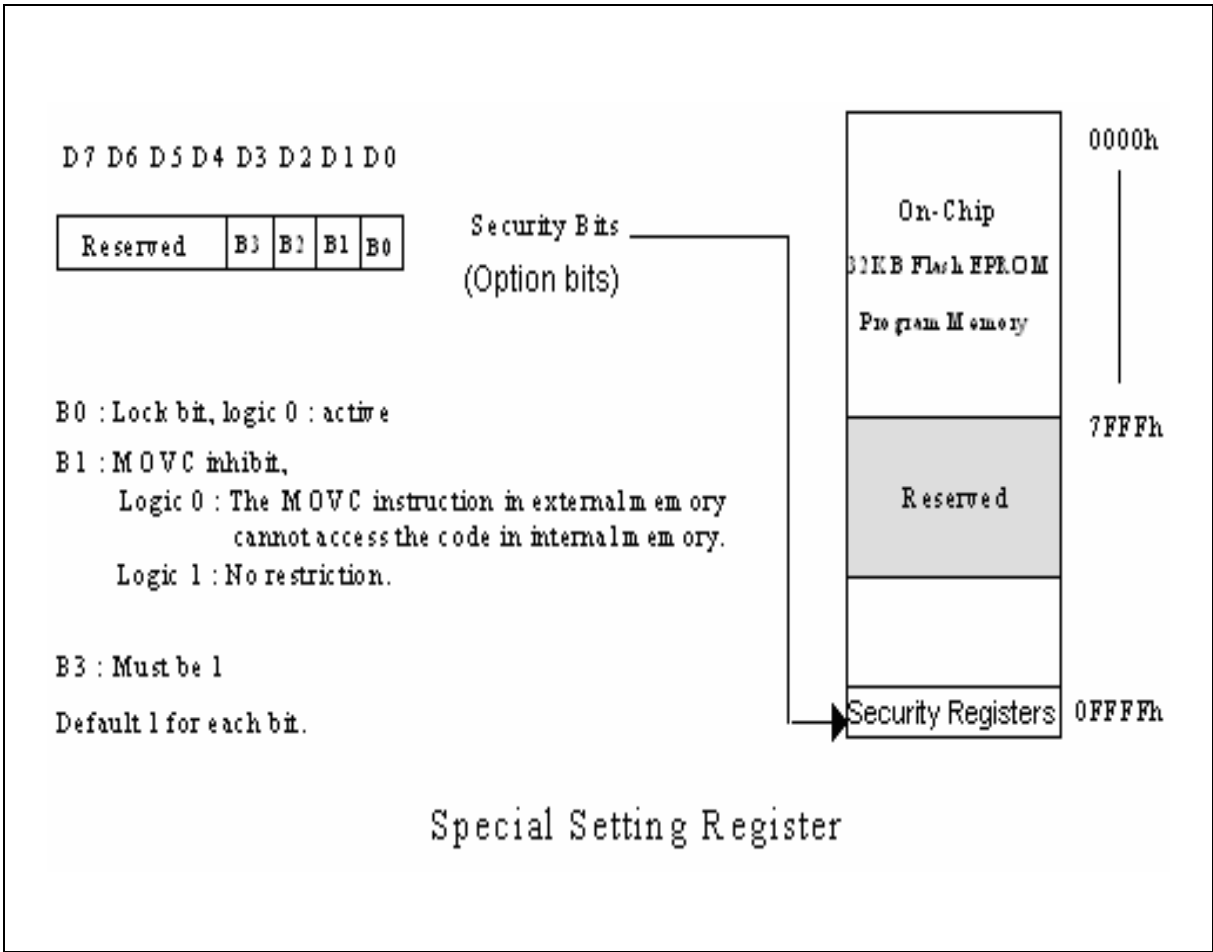 D7 D6 D5 D4 D3 D2 D1 D0
Reserved B3 B2 B1 B0
Security Bits
(Option bits)
B0 : Lock bit, logic 0 : active
B1 : MOVC inhibit,
Logic 0 : The MOVC instruction in external memory
cannot access the code in internal memory.
Logic 1 : No restriction.
B3 : Must be 1
Default 1 for each bit.
0000h
On-Chip
32KB Flash EPROM
Program Memory
7FFFh
Reserved
Security Registers 0FFFFh
Special Setting Register